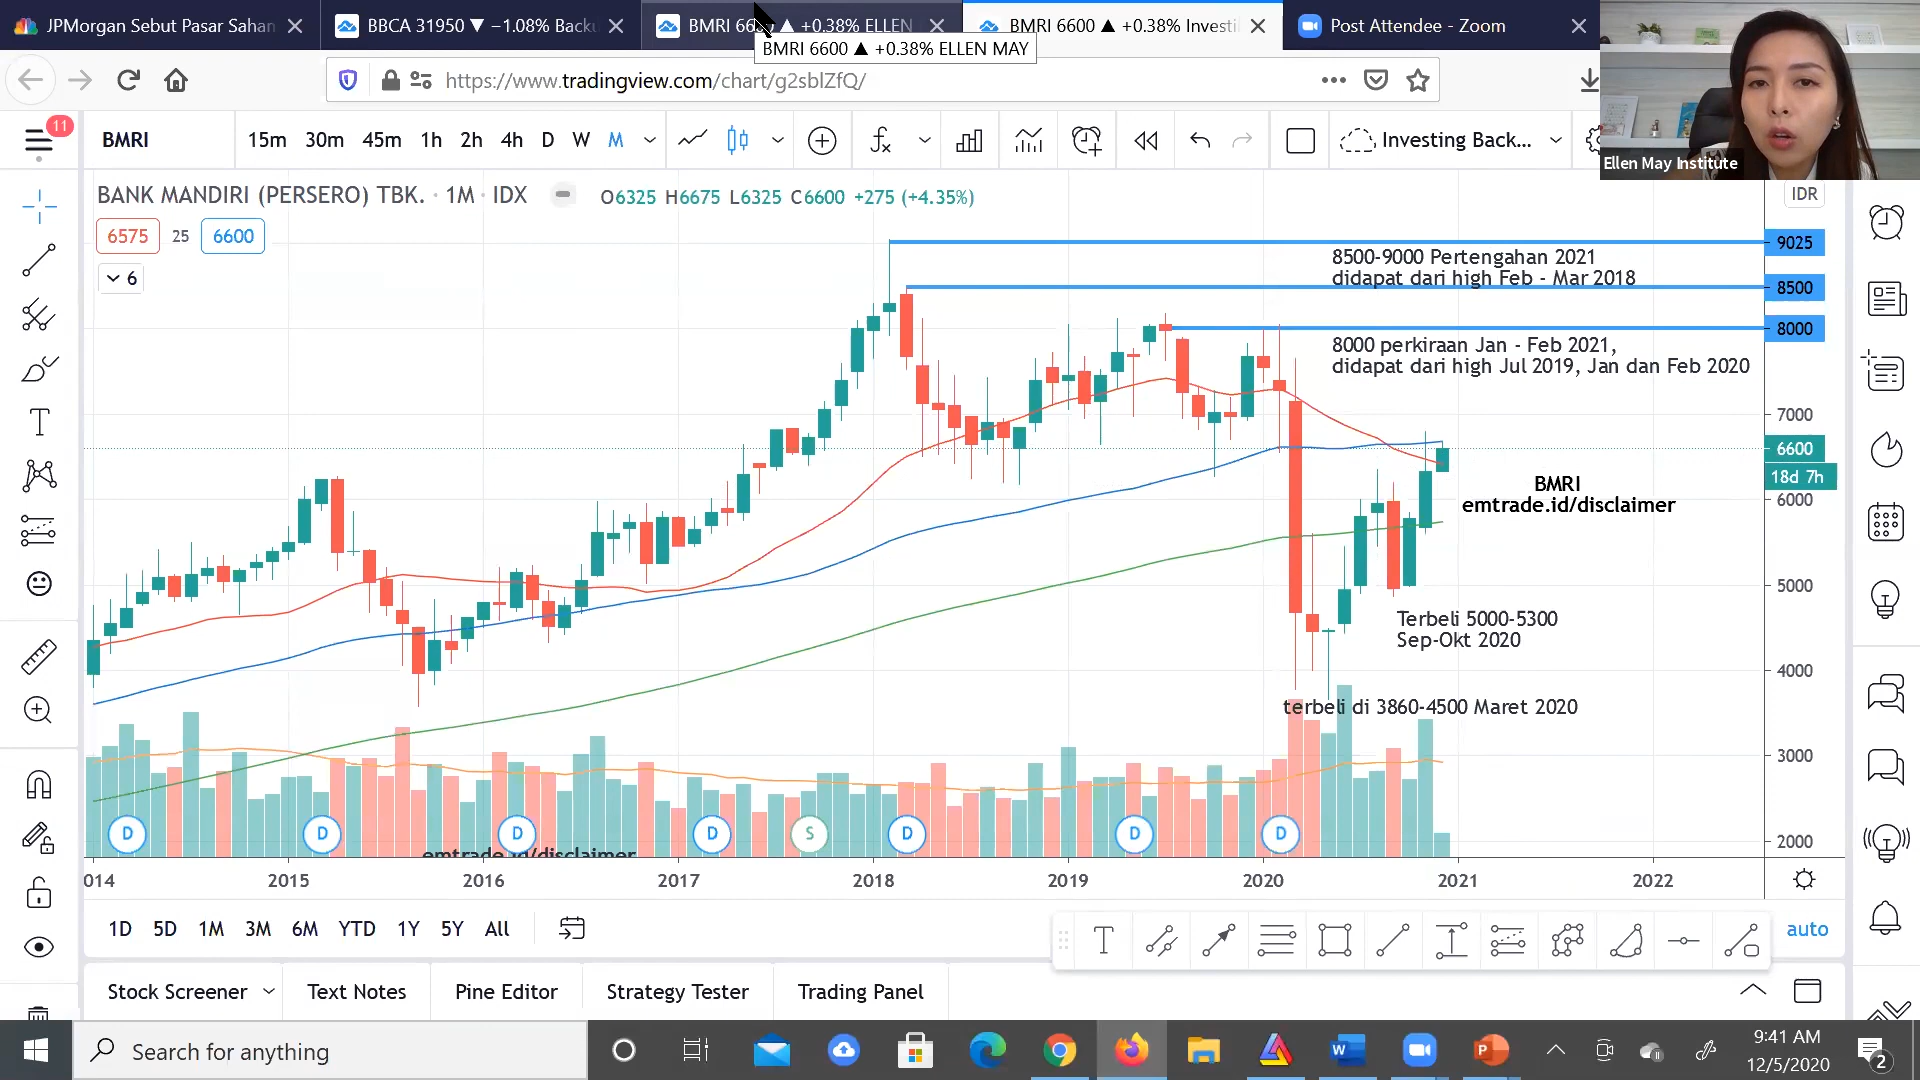 JPMorgan Sebut Pasar Sahan
BBCA 31950 ▼ −1.08% Backu
BMRI 66 ▲ +0.38% ELLEN
BMRI 6600 ▲ +0.38% Investi
Post Attendee - Zoom
BMRI 6600 ▲ +0.38% ELLEN MAY
https://www.tradingview.com/chart/g2sblZfQ/
Ellen May Institute
11
BMRI
15m 30m 45m 1h 2h 4h D W M
Investing Back...
BANK MANDIRI (PERSERO) TBK. · 1M · IDX
O6325 H6675 L6325 C6600 +275 (+4.35%)
IDR
6575 25 6600
6
9025
8500-9000 Pertengahan 2021
didapat dari high Feb - Mar 2018
8500
8000
8000 perkiraan Jan - Feb 2021,
didapat dari high Jul 2019, Jan dan Feb 2020
7000
6600
18d 7h
6000
BMRI
emtrade.id/disclaimer
5000
Terbeli 5000-5300
Sep-Okt 2020
4000
terbeli di 3860-4500 Maret 2020
3000
2000
D D D D S D D D
emtrade.id/disclaimer
014 2015 2016 2017 2018 2019 2020 2021 2022
1D 5D 1M 3M 6M YTD 1Y 5Y All
auto
Stock Screener Text Notes Pine Editor Strategy Tester Trading Panel
Search for anything
9:41 AM
12/5/2020
2